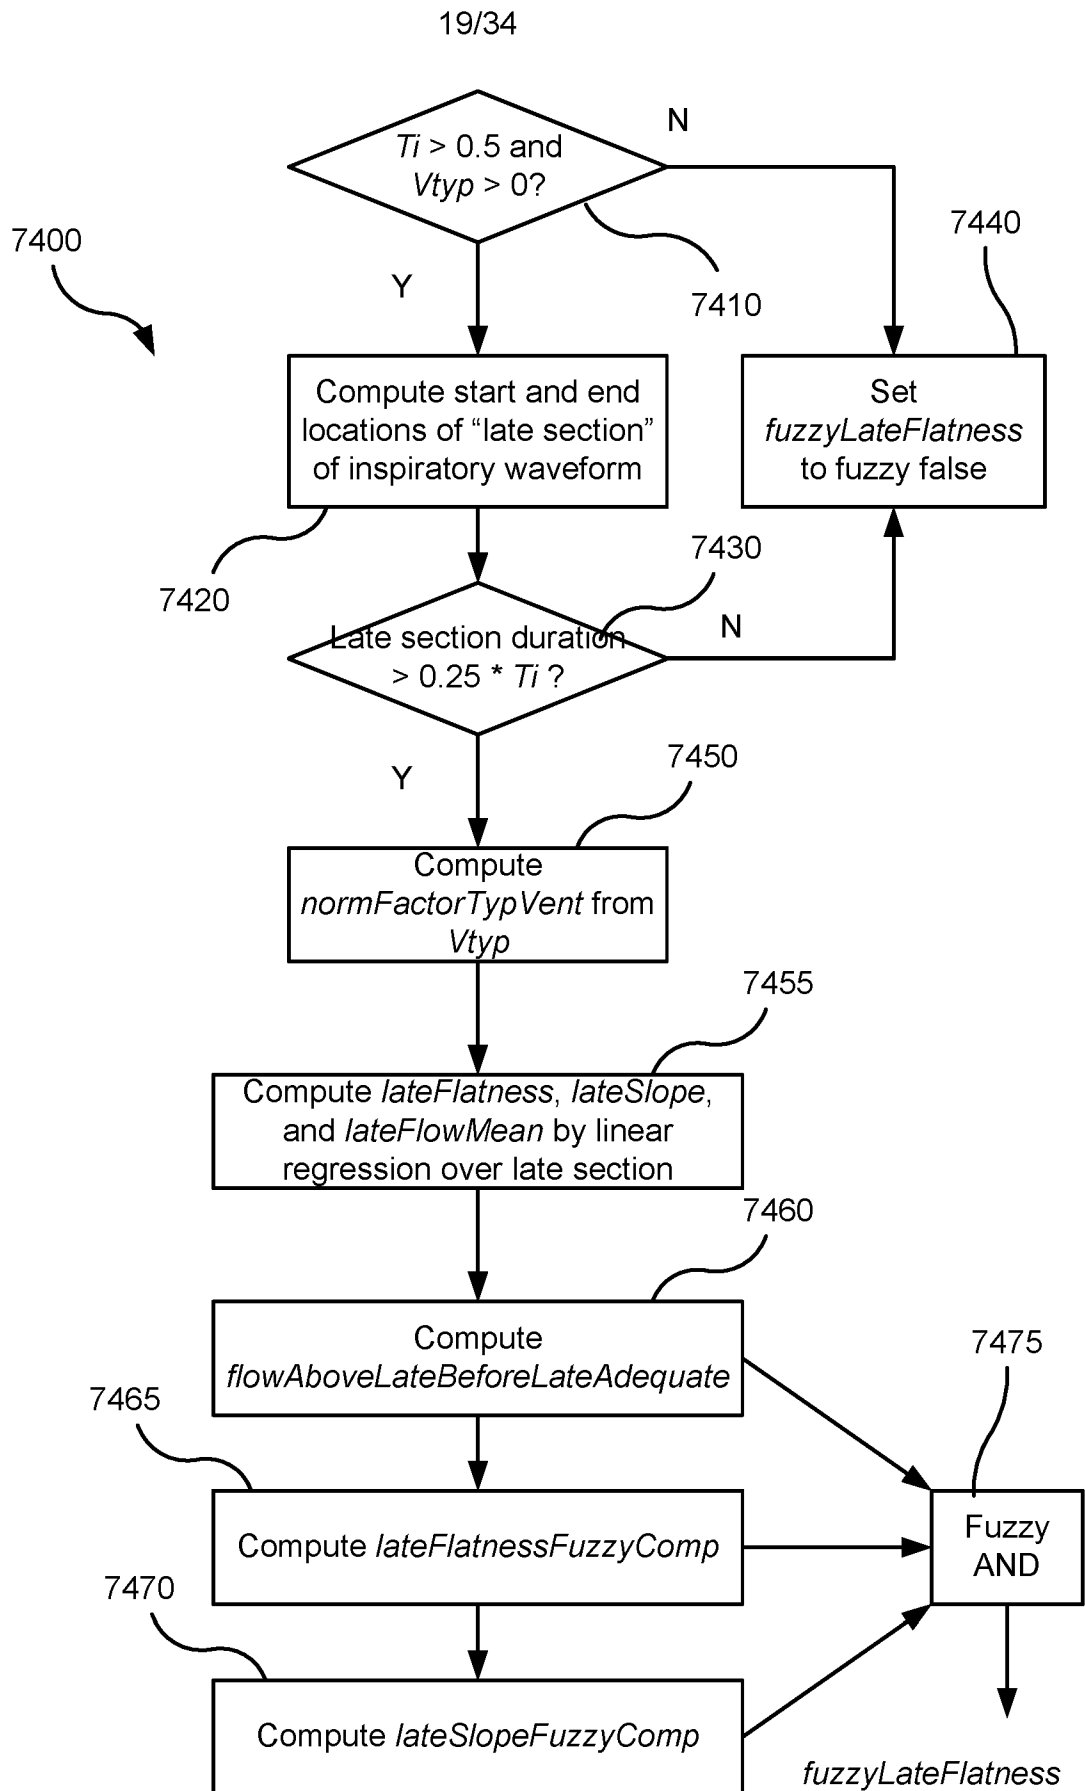 19/34
Ti > 0.5 and
Vtyp > 0?
N
7410
Y
7400
7440
Compute start and end
locations of “late section”
of inspiratory waveform
Set
fuzzyLateFlatness
to fuzzy false
7420
7430
Late section duration
> 0.25 * Ti ?
N
Y
7450
Compute
normFactorTypVent from
Vtyp
7455
Compute lateFlatness, lateSlope,
and lateFlowMean by linear
regression over late section
7460
Compute
flowAboveLateBeforeLateAdequate
7475
7465
Compute lateFlatnessFuzzyComp
Fuzzy
AND
7470
Compute lateSlopeFuzzyComp
fuzzyLateFlatness